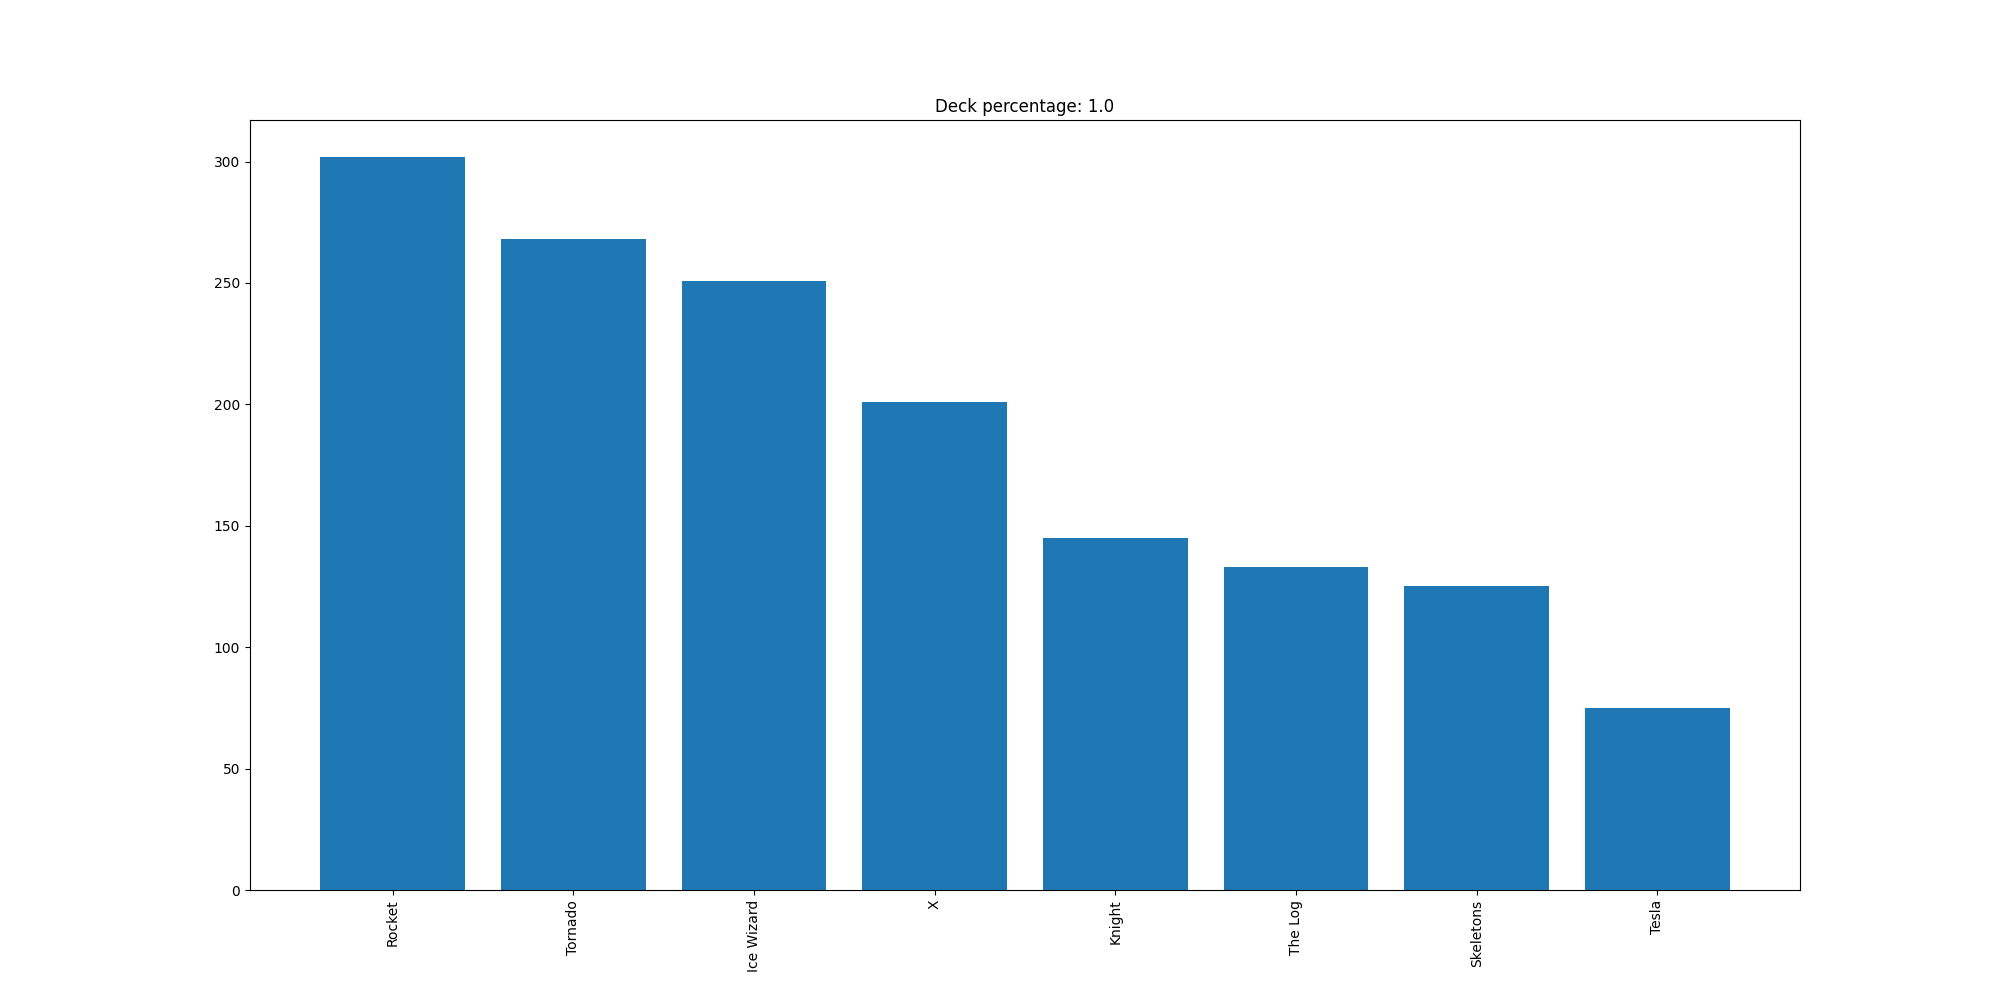 Deck percentage: 1.0
300
250
200
150
100
50
0
Rocket
Tornado
Ice Wizard
X
Knight
The Log
Skeletons
Tesla